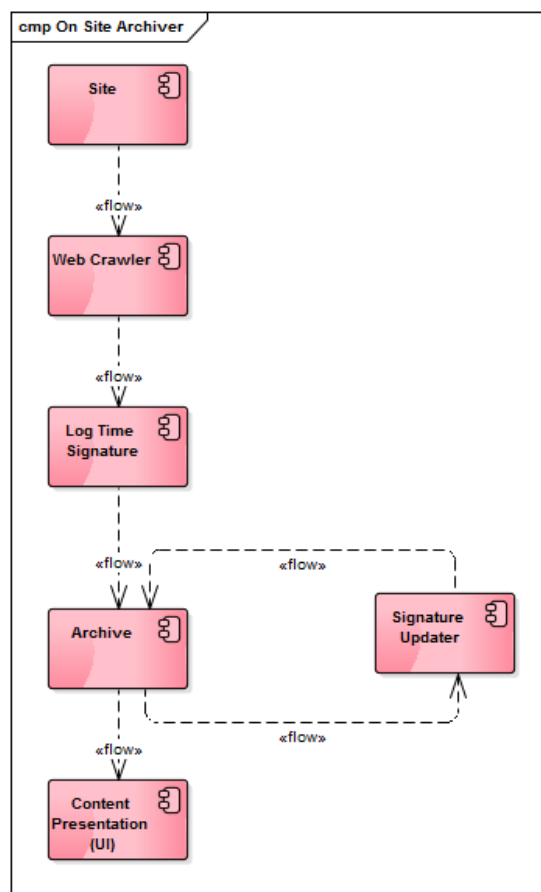 cmp On Site Archiver
Site
«flow»
Web Crawler
«flow»
Log Time
Signature
«flow»
«flow»
Archive
Signature
Updater
«flow»
«flow»
Content
Presentation
(UI)